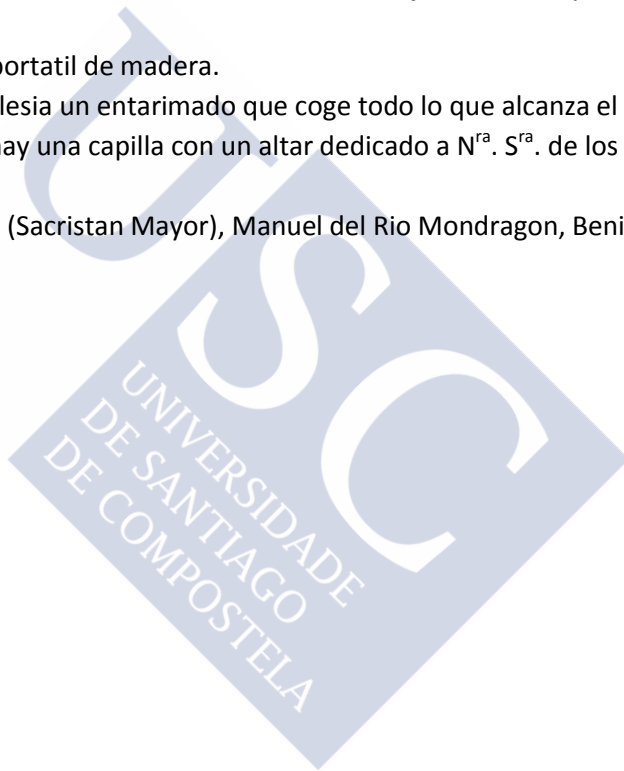 portatil de madera.
lesia un entarimado que coge todo lo que alcanza el
hay una capilla con un altar dedicado a Nra. Sra. de los
(Sacristan Mayor), Manuel del Rio Mondragon, Beni
USC
UNIVERSIDADE
DE SANTIAGO
DE COMPOSTELA